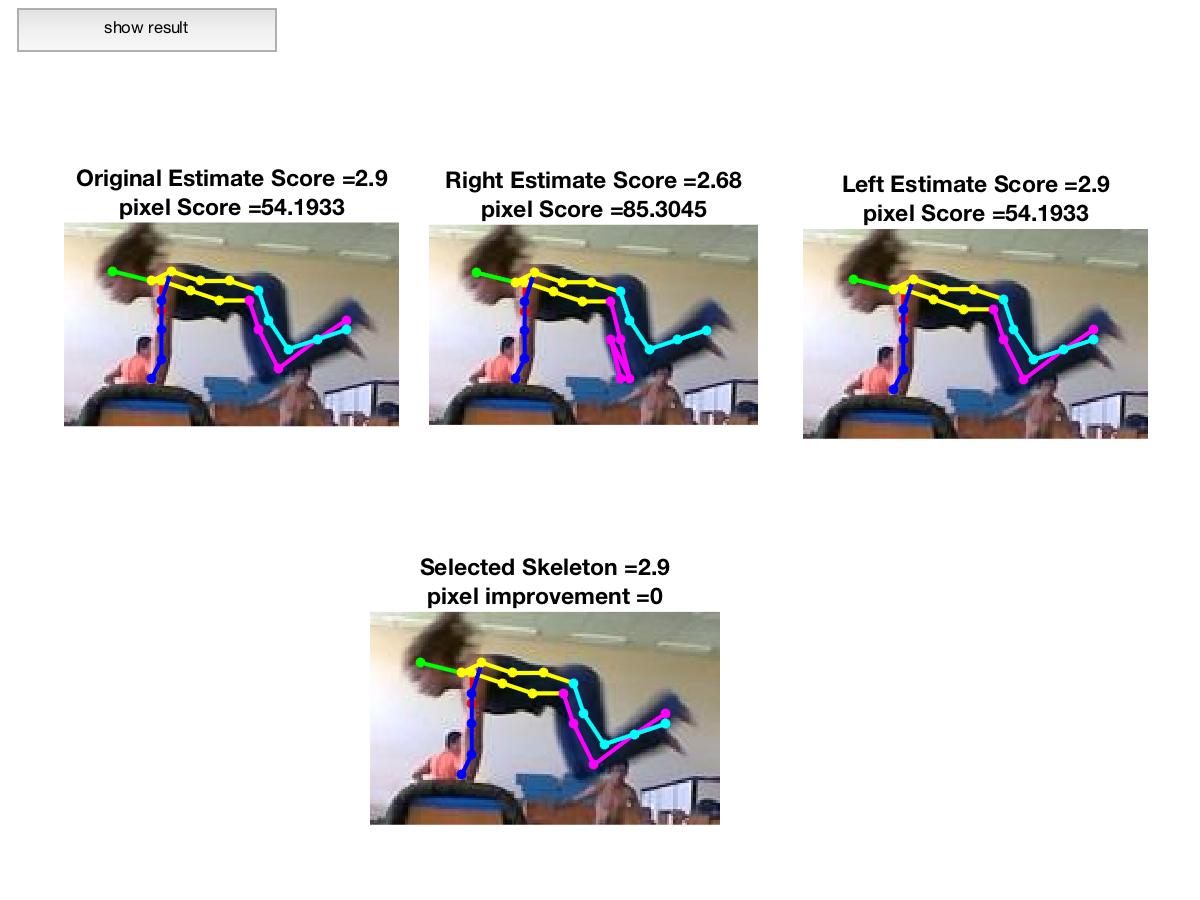 show result
Original Estimate Score =2.9
pixel Score =54.1933
Right Estimate Score =2.68
pixel Score =85.3045
Left Estimate Score =2.9
pixel Score =54.1933
Selected Skeleton =2.9
pixel improvement =0